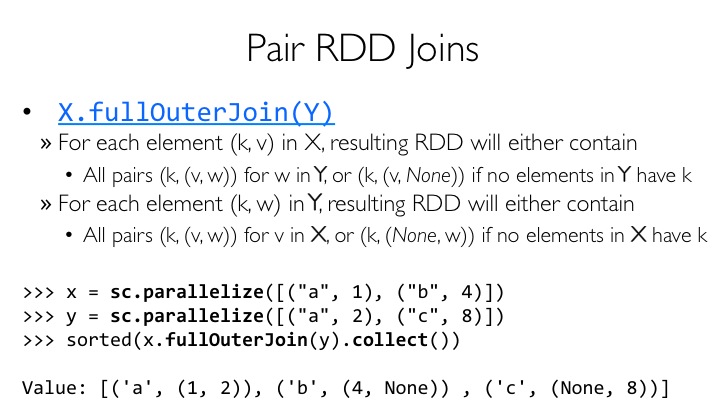 Pair RDD Joins
• X.fullOuterJoin(Y)
» For each element (k, v) in X, resulting RDD will either contain
• All pairs (k, (v, w)) for w in Y, or (k, (v, None)) if no elements in Y have k
» For each element (k, w) in Y, resulting RDD will either contain
• All pairs (k, (v, w)) for v in X, or (k, (None, w)) if no elements in X have k
>>> x = sc.parallelize([("a", 1), ("b", 4)])
>>> y = sc.parallelize([("a", 2), ("c", 8)])
>>> sorted(x.fullOuterJoin(y).collect())
Value: [('a', (1, 2)), ('b', (4, None)) , ('c', (None, 8))]